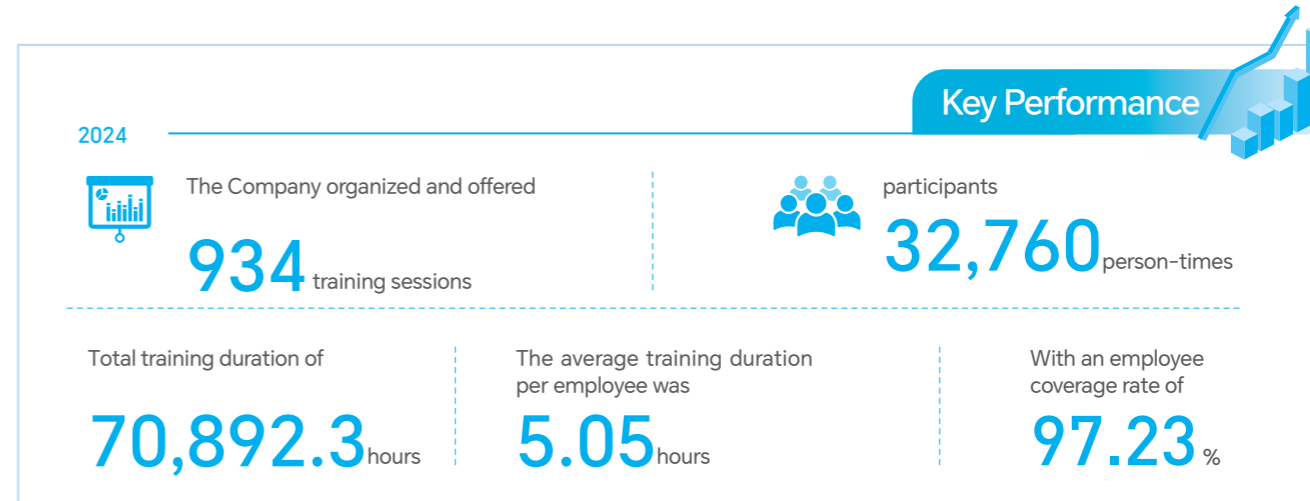 Key Performance
2024
The Company organized and offered
934 training sessions
participants
32,760 person-times
Total training duration of
70,892.3 hours
The average training duration
per employee was
5.05 hours
With an employee
coverage rate of
97.23 %